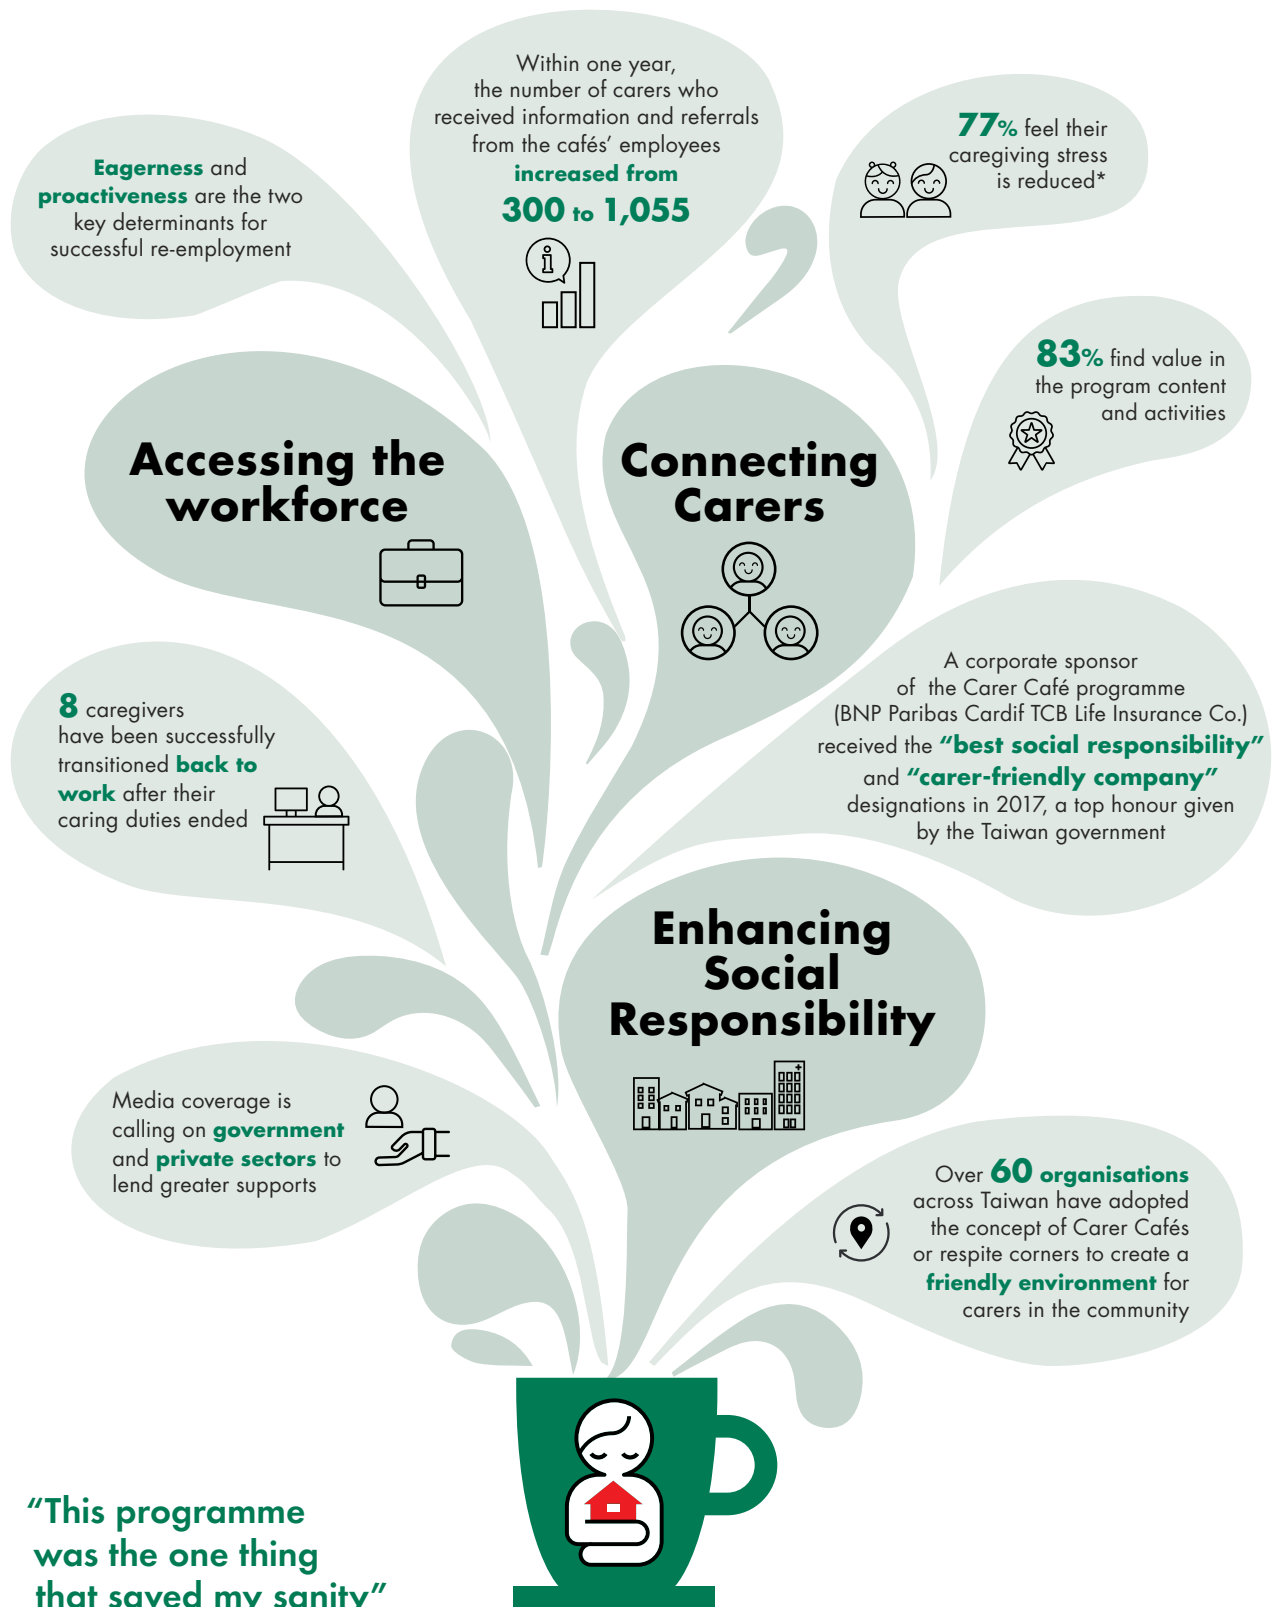 Within one year,
the number of carers who
received information and referrals
from the cafés’ employees
increased from
300 to 1,055
77% feel their
caregiving stress
is reduced*
Eagerness and
proactiveness are the two
key determinants for
successful re-employment
83% find value in
the program content
and activities
Accessing the
workforce
Connecting
Carers
8 caregivers
have been successfully
transitioned back to
work after their
caring duties ended
A corporate sponsor
of the Carer Café programme
(BNP Paribas Cardif TCB Life Insurance Co.)
received the “best social responsibility”
and “carer-friendly company”
designations in 2017, a top honour given
by the Taiwan government
Enhancing
Social
Responsibility
Media coverage is
calling on government
and private sectors to
lend greater supports
Over 60 organisations
across Taiwan have adopted
the concept of Carer Cafés
or respite corners to create a
friendly environment for
carers in the community
“This programme
was the one thing
that saved my sanity”